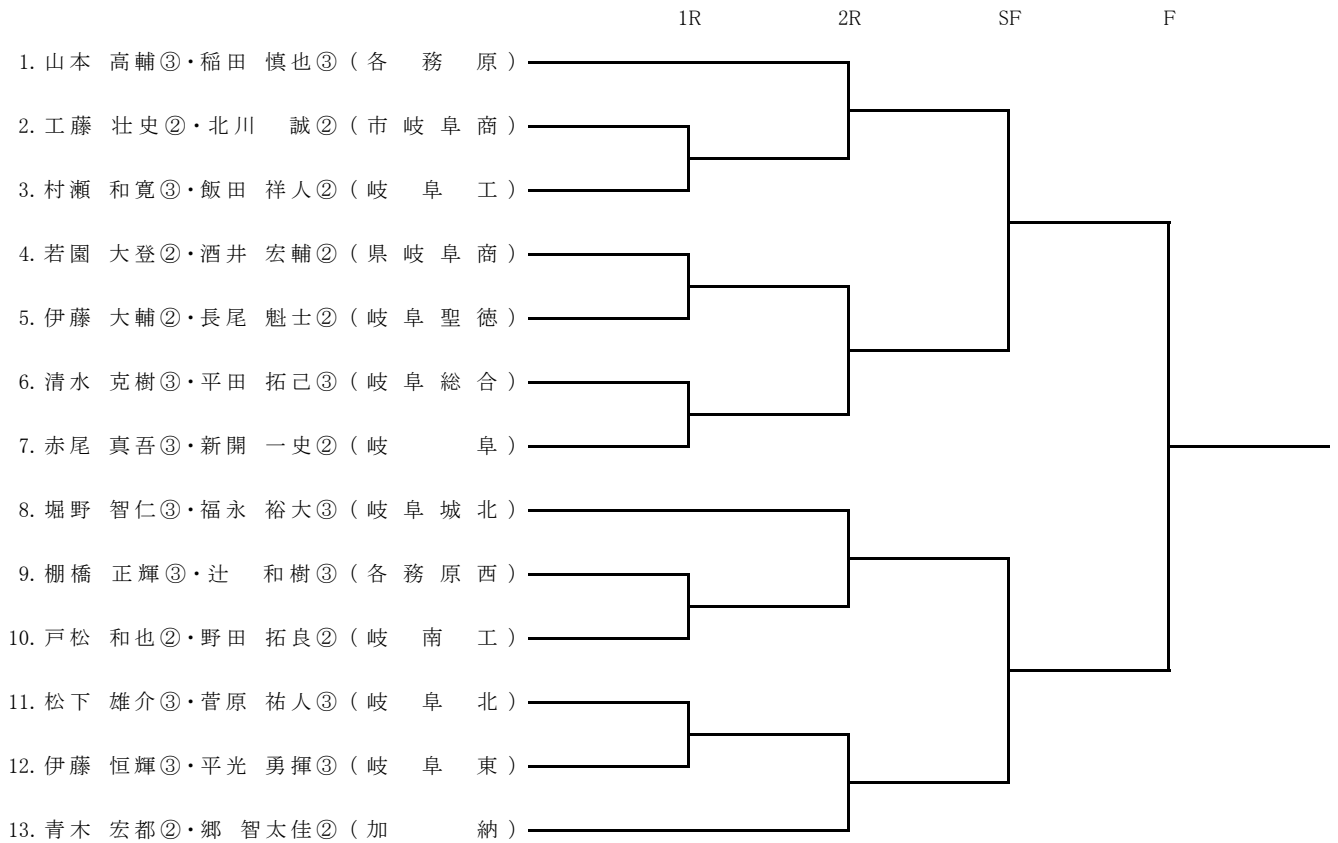 1R 2R SF F
1. 山本 高輔③・稲田 慎也③ (各務原)
2. 工藤 壮史②・北川 誠② (市岐阜商)
3. 村瀬 和寛③・飯田 祥人② (岐阜工)
4. 若園 大登②・酒井 宏輔② (県岐阜商)
5. 伊藤 大輔②・長尾 魁士② (岐阜聖徳)
6. 清水 克樹③・平田 拓己③ (岐阜総合)
7. 赤尾 真吾③・新開 一史② (岐阜)
8. 堀野 智仁③・福永 裕大③ (岐阜城北)
9. 棚橋 正輝③・辻 和樹③ (各務原西)
10. 戸松 和也②・野田 拓良② (岐南工)
11. 松下 雄介③・菅原 祐人③ (岐阜北)
12. 伊藤 恒輝③・平光 勇揮③ (岐阜東)
13. 青木 宏都②・郷 智太佳② (加納)